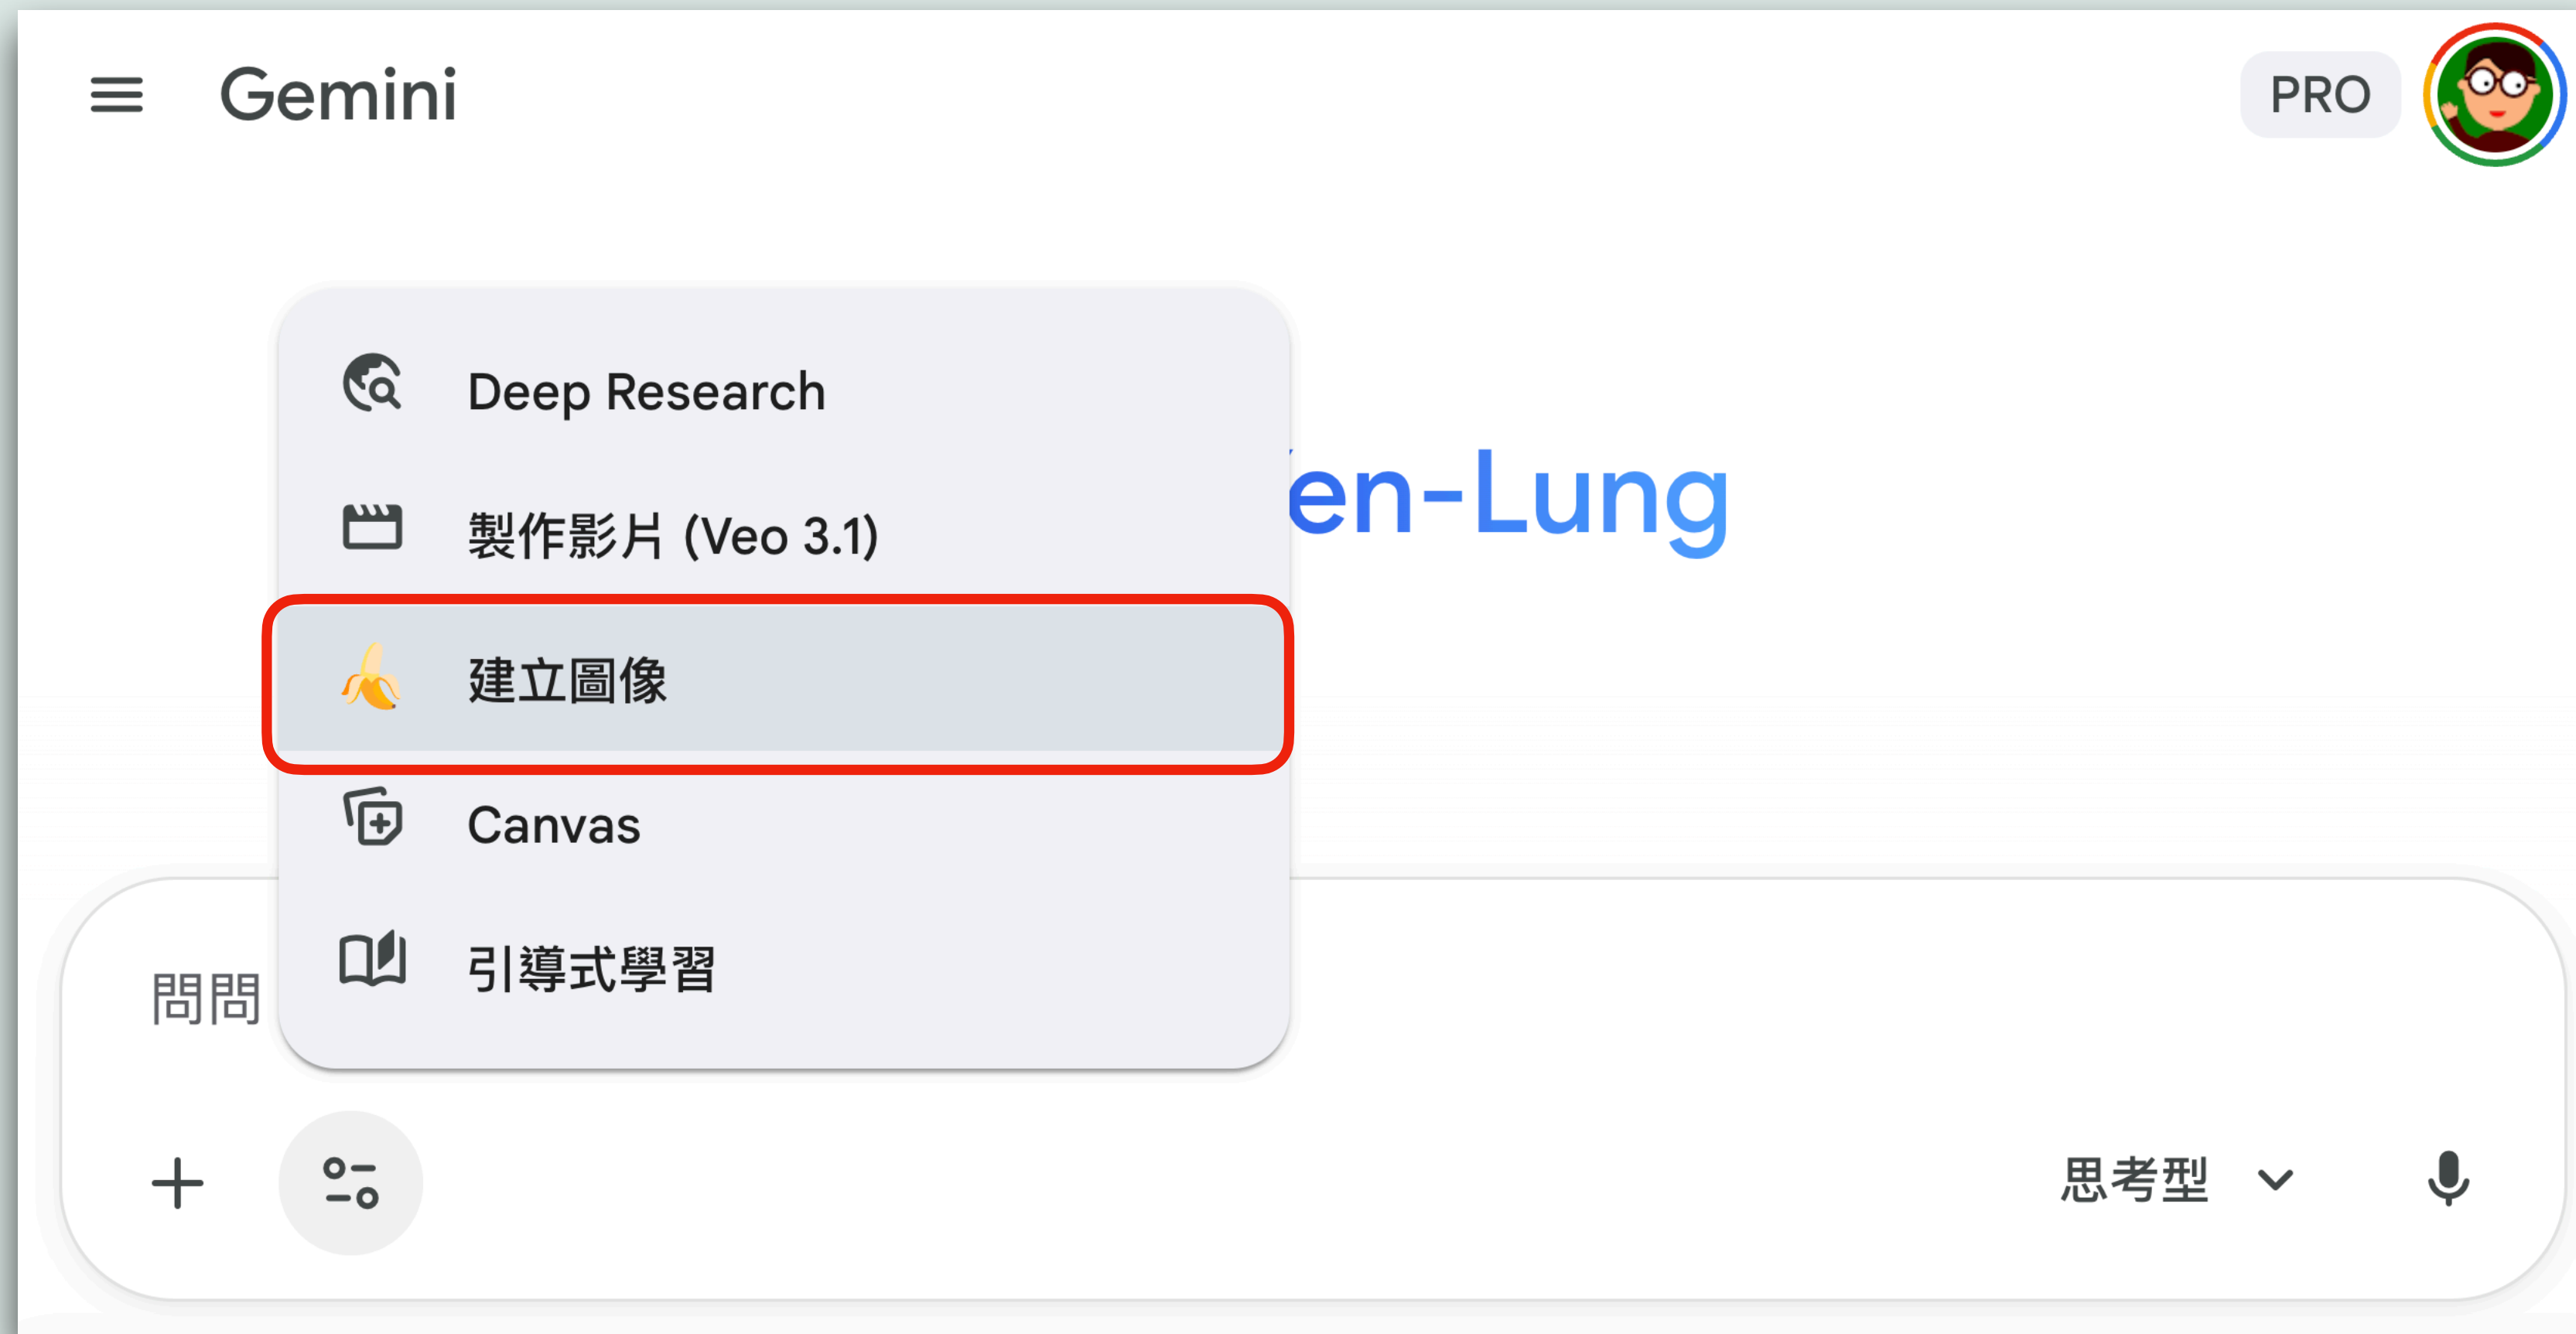 Gemini
PRO
Deep Research
en-Lung
製作影片 (Veo 3.1)
建立圖像
Canvas
引導式學習
問問
思考型